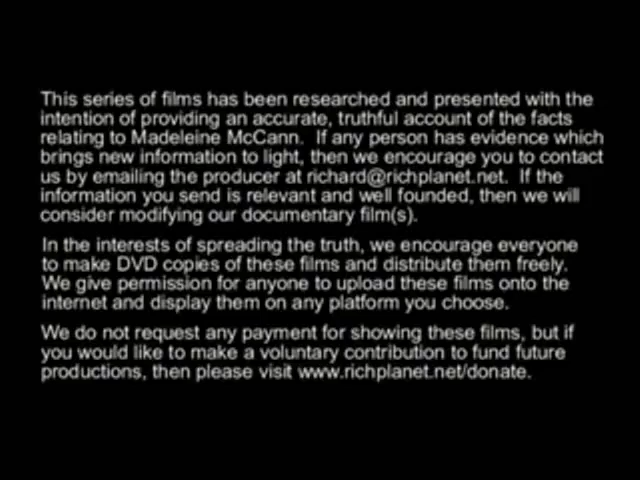 This series of films has been researched and presented with the
intention of providing an accurate, truthful account of the facts
relating to Madeleine McCann.  If any person has evidence which
brings new information to light, then we encourage you to contact
us by emailing the producer at richard@richplanet.net.  If the
information you send is relevant and well founded, then we will
consider modifying our documentary film(s).
In the interests of spreading the truth, we encourage everyone
to make DVD copies of these films and distribute them freely.
We give permission for anyone to upload these films onto the
internet and display them on any platform you choose.
We do not request any payment for showing these films, but if
you would like to make a voluntary contribution to fund future
productions, then please visit www.richplanet.net/donate.